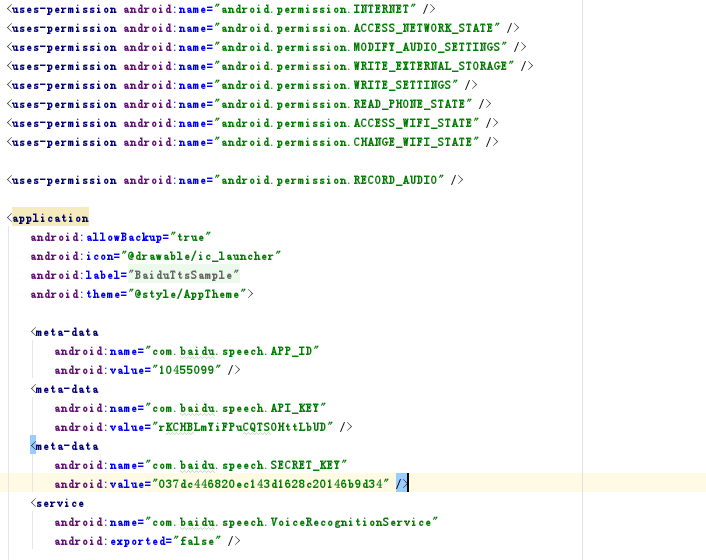 <uses-permission android:name="android.permission.INTERNET" />
<uses-permission android:name="android.permission.ACCESS_NETWORK_STATE" />
<uses-permission android:name="android.permission.MODIFY_AUDIO_SETTINGS" />
<uses-permission android:name="android.permission.WRITE_EXTERNAL_STORAGE" />
<uses-permission android:name="android.permission.WRITE_SETTINGS" />
<uses-permission android:name="android.permission.READ_PHONE_STATE" />
<uses-permission android:name="android.permission.ACCESS_WIFI_STATE" />
<uses-permission android:name="android.permission.CHANGE_WIFI_STATE" />
<uses-permission android:name="android.permission.RECORD_AUDIO" />
<application
android:allowBackup="true"
android:icon="@drawable/ic_launcher"
android:label="BaiduTtsSample"
android:theme="@style/AppTheme">
<meta-data
android:name="com.baidu.speech.APP_ID"
android:value="10455099" />
<meta-data
android:name="com.baidu.speech.API_KEY"
android:value="rKCHBLmYiFPuCQTSOHttLbUD" />
<meta-data
android:name="com.baidu.speech.SECRET_KEY"
android:value="037dc446820ec143d1628c20146b9d34" />
<service
android:name="com.baidu.speech.VoiceRecognitionService"
android:exported="false" />